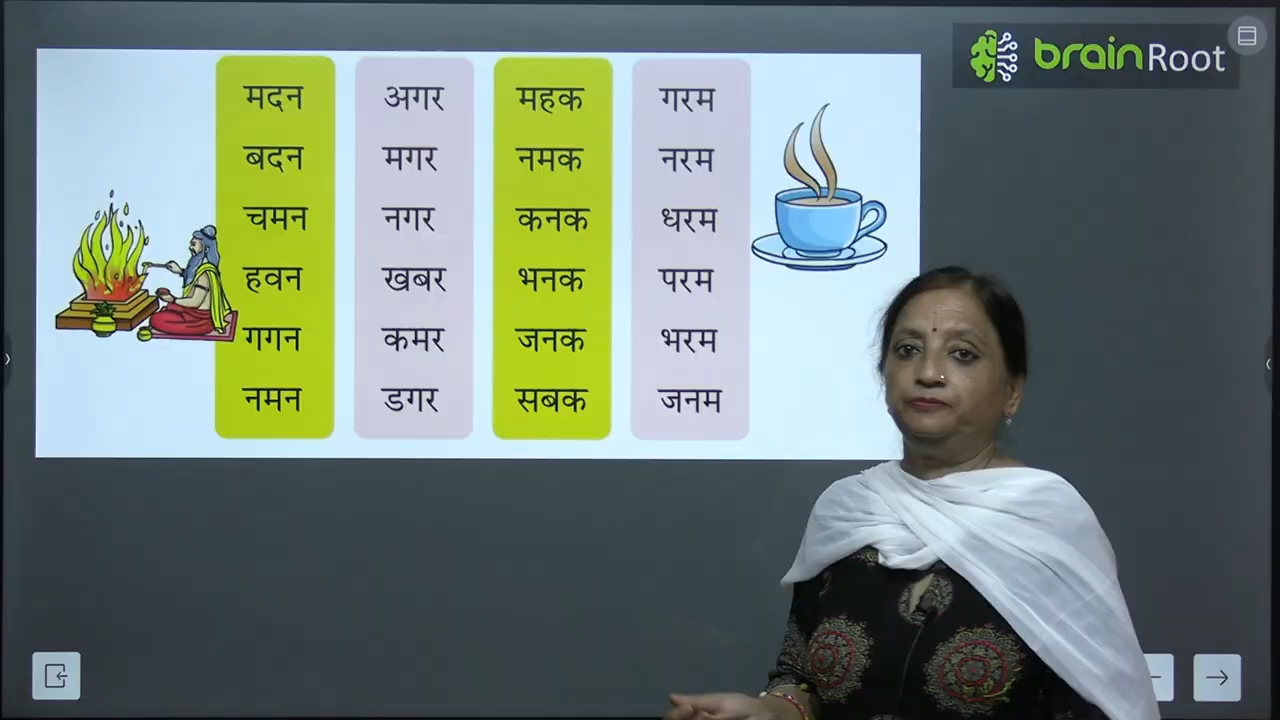 brainRoot
मदन अगर महक गरम
बदन मगर नमक नरम
चमन नगर कनक धरम
हवन खबर भनक परम
गगन कमर जनक भरम
नमन डगर सबक जनम